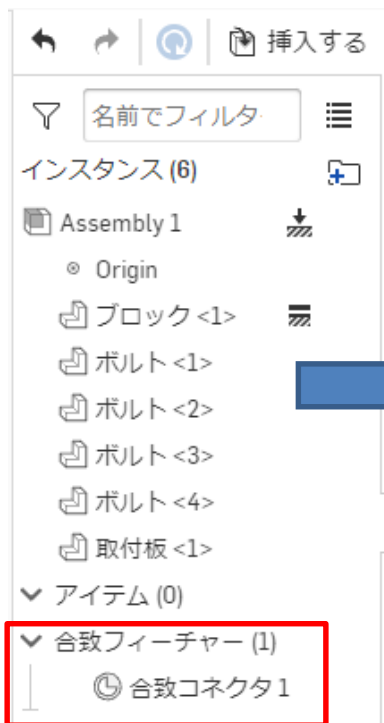 挿入する
名前でフィルタ
インスタンス (6)
Assembly 1
Origin
ブロック <1>
ボルト <1>
ボルト <2>
ボルト <3>
ボルト <4>
取付板 <1>
アイテム (0)
合致フィーチャー (1)
合致コネクタ 1